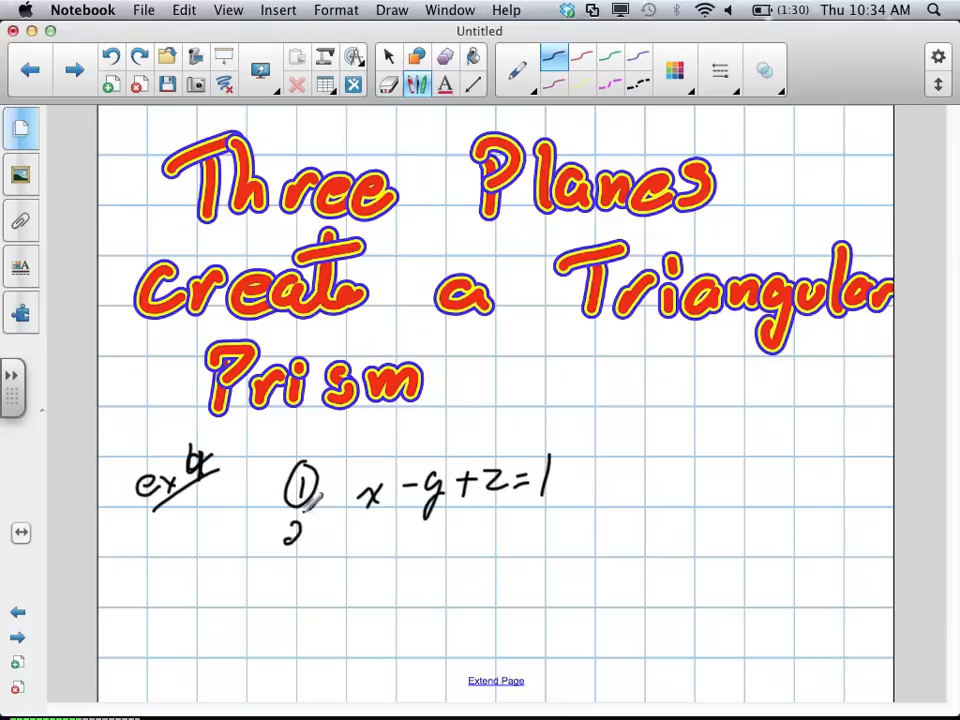 Notebook File Edit View Insert Format Draw Window Help (1:30) Thu 10:34 AM
Untitled
Three Planes
create a Triangular
Prism
ex 4 ① x - y + z = 1
2
Extend Page